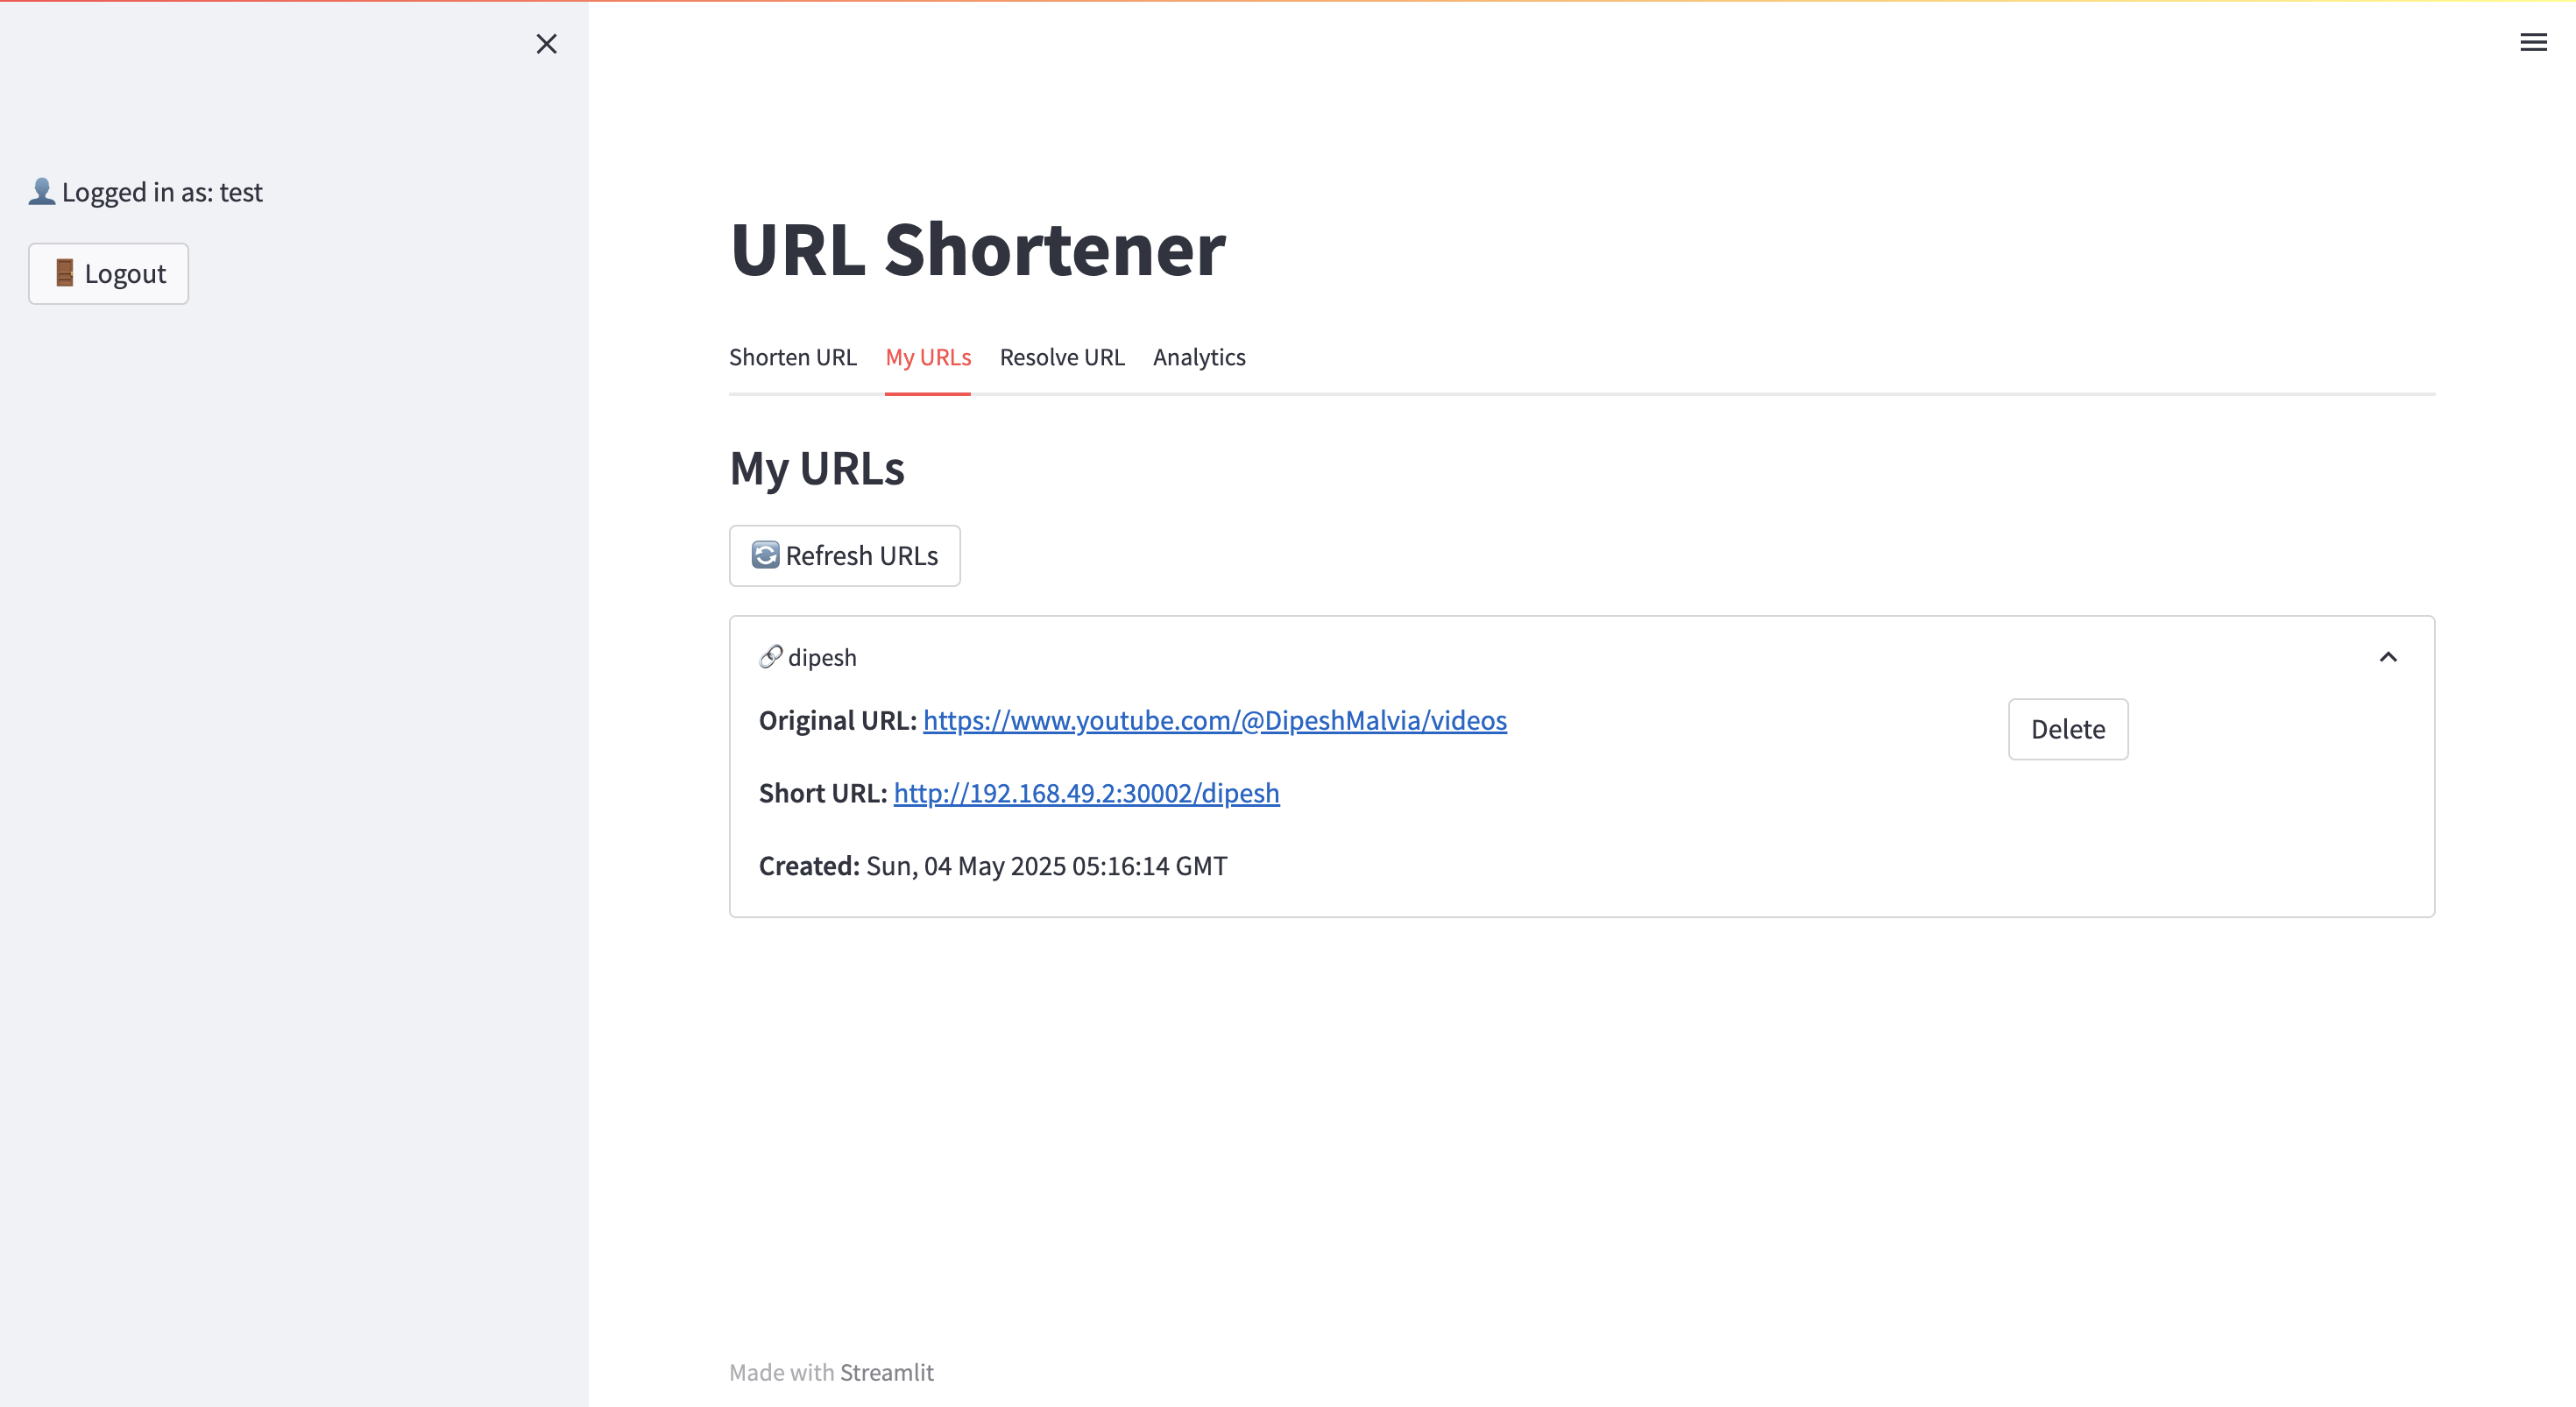 Logged in as: test
Logout
URL Shortener
Shorten URL My URLs Resolve URL Analytics
My URLs
Refresh URLs
dipesh
Original URL: https://www.youtube.com/@DipeshMalvia/videos
Delete
Short URL: http://192.168.49.2:30002/dipesh
Created: Sun, 04 May 2025 05:16:14 GMT
Made with Streamlit